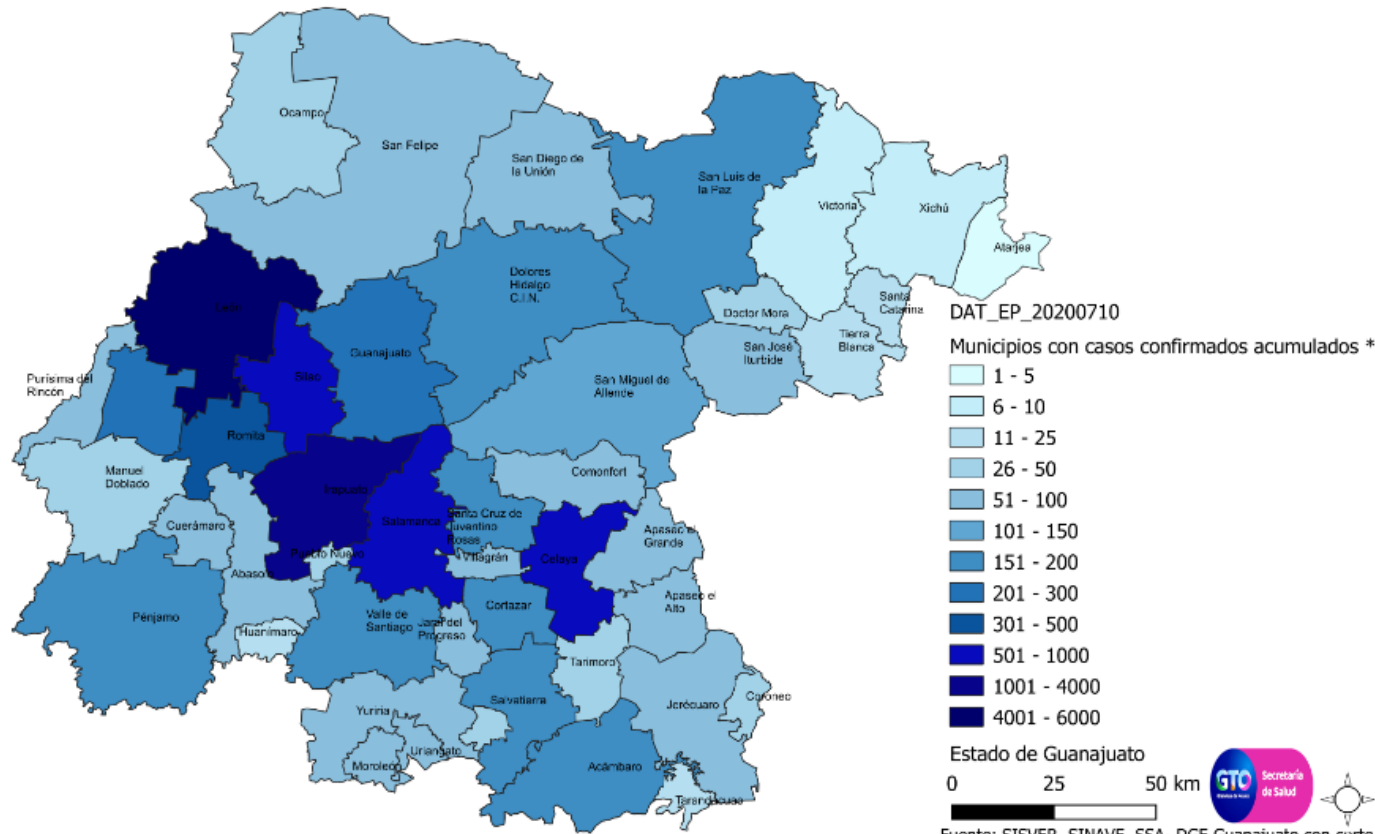 Ocampo
San Felipe
San Diego de
la Unión
San Luis de
la Paz
Victoria
Xichú
Atarjea
Dolores
Hidalgo
C.I.N.
León
Silao
Guanajuato
Doctor Mora
Santa
Catarina
Tierra
Blanca
San José
Iturbide
San Miguel de
Allende
Purísima del
Rincón
Romita
Manuel
Doblado
Cuerámaro
Irapuato
Salamanca
Santa Cruz de
Juventino
Rosas
Comonfort
Celaya
Apaseo el
Grande
Villagrán
Pueblo Nuevo
Abasolo
Pénjamo
Huanímaro
Valle de
Santiago
Jaral del
Progreso
Cortazar
Apaseo el
Alto
Tarimoro
Salvatierra
Yuriria
Uriangato
Moroleón
Acámbaro
Jerécuaro
Coroneo
Tarandacuao
DAT_EP_20200710
Municipios con casos confirmados acumulados *
1 - 5
6 - 10
11 - 25
26 - 50
51 - 100
101 - 150
151 - 200
201 - 300
301 - 500
501 - 1000
1001 - 4000
4001 - 6000
Estado de Guanajuato
0 25 50 km
GTO
Secretaría
de Salud